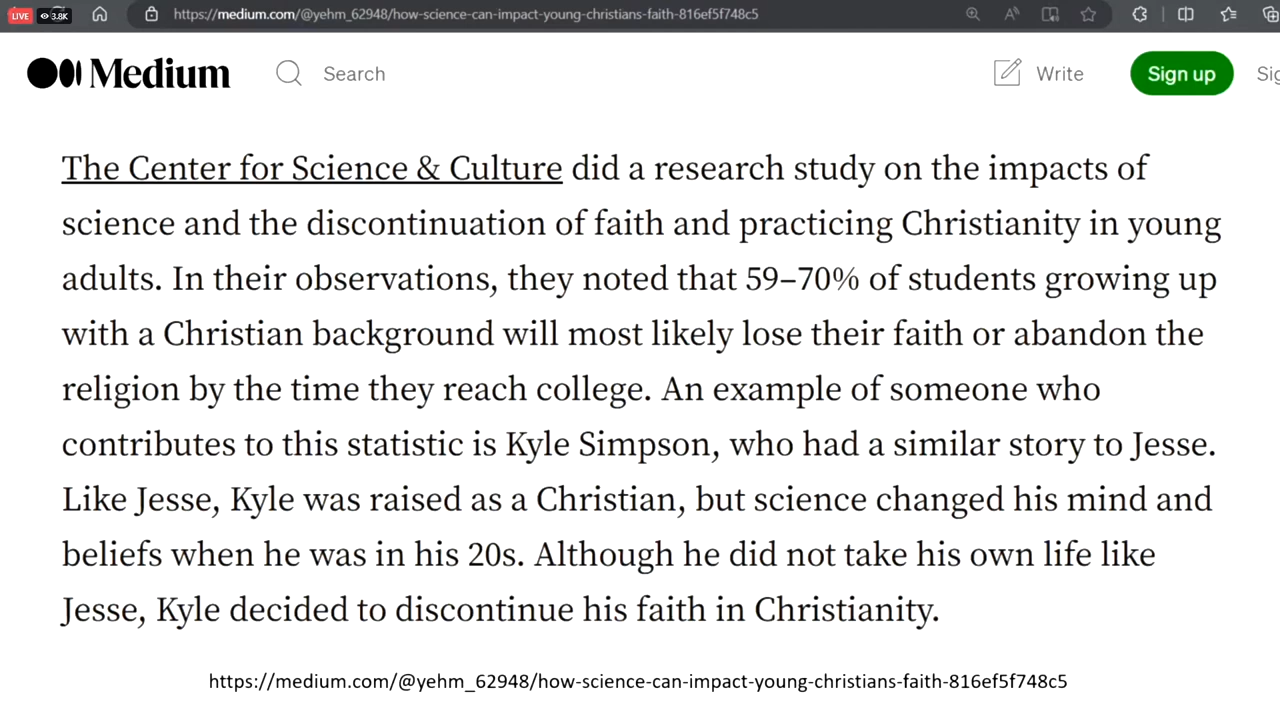 LIVE 3.8K https://medium.com/@yehm_62948/how-science-can-impact-young-christians-faith-816ef5f748c5
Medium Search Write Sign up Sig
The Center for Science & Culture did a research study on the impacts of
science and the discontinuation of faith and practicing Christianity in young
adults. In their observations, they noted that 59–70% of students growing up
with a Christian background will most likely lose their faith or abandon the
religion by the time they reach college. An example of someone who
contributes to this statistic is Kyle Simpson, who had a similar story to Jesse.
Like Jesse, Kyle was raised as a Christian, but science changed his mind and
beliefs when he was in his 20s. Although he did not take his own life like
Jesse, Kyle decided to discontinue his faith in Christianity.
https://medium.com/@yehm_62948/how-science-can-impact-young-christians-faith-816ef5f748c5